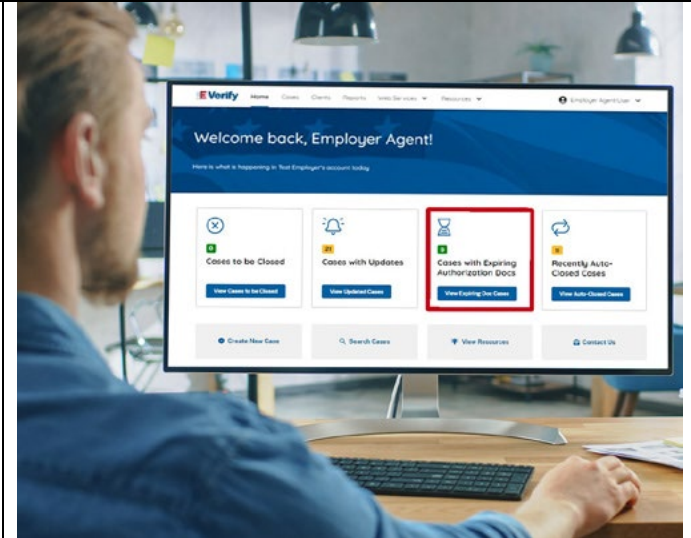 E-Verify Home Cases Clients Reports Web Services Resources Employer Agent User
Welcome back, Employer Agent!
Here is what is happening in Test Employer's account today
0
Cases to be Closed
View Cases to be Closed
21
Cases with Updates
View Updated Cases
Cases with Expiring
Authorization Docs
View Expiring Doc Cases
Recently Auto-
Closed Cases
View Auto-Closed Cases
Create New Case
Search Cases
View Resources
Contact Us